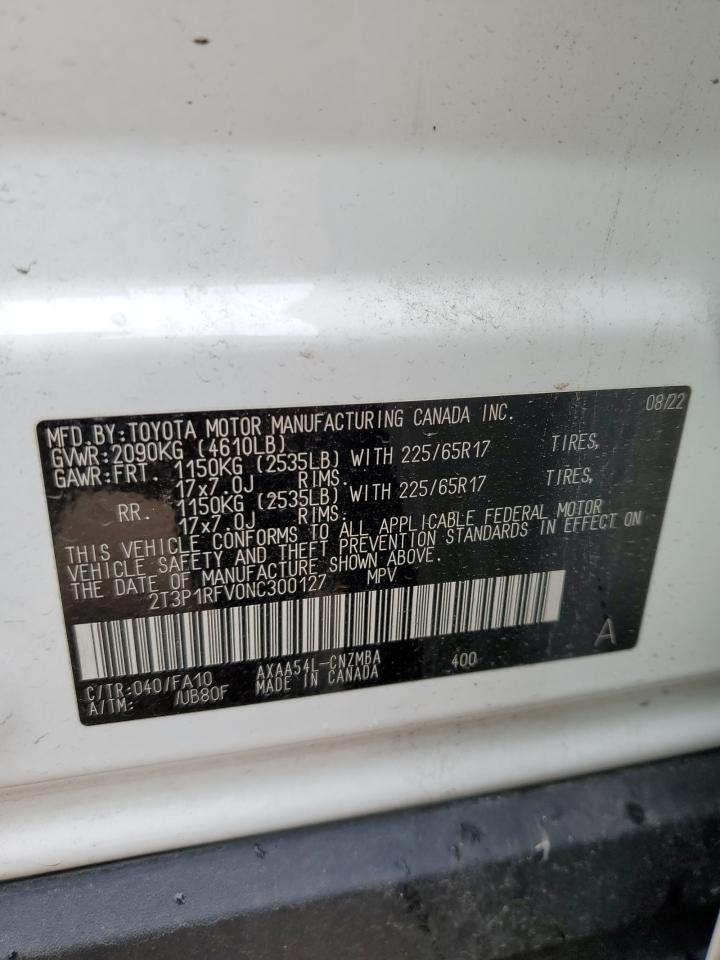 MFD.BY:TOYOTA MOTOR MANUFACTURING CANADA INC. 08/22
GVWR:2090KG (4610LB)
GAWR:FRT. 1150KG (2535LB) WITH 225/65R17 TIRES,
17x7.0J RIMS.
RR. 1150KG (2535LB) WITH 225/65R17 TIRES,
17x7.0J RIMS.
THIS VEHICLE CONFORMS TO ALL APPLICABLE FEDERAL MOTOR
VEHICLE SAFETY AND THEFT PREVENTION STANDARDS IN EFFECT ON
THE DATE OF MANUFACTURE SHOWN ABOVE.
2T3P1RFV0NC300127 MPV
A
C/TR:040/FA10 AXAA54L-CNZMBA 400
A/TM: /UB80F MADE IN CANADA